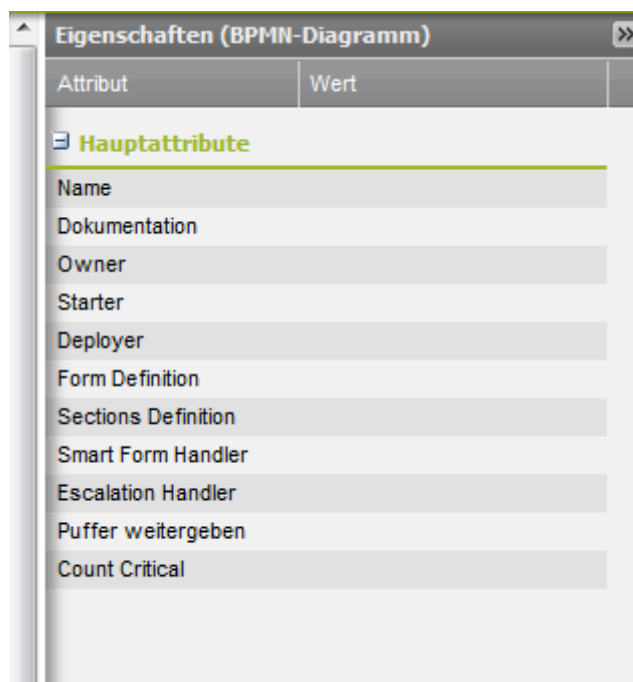 Eigenschaften (BPMN-Diagramm)
Attribut Wert
Hauptattribute
Name
Dokumentation
Owner
Starter
Deployer
Form Definition
Sections Definition
Smart Form Handler
Escalation Handler
Puffer weitergeben
Count Critical